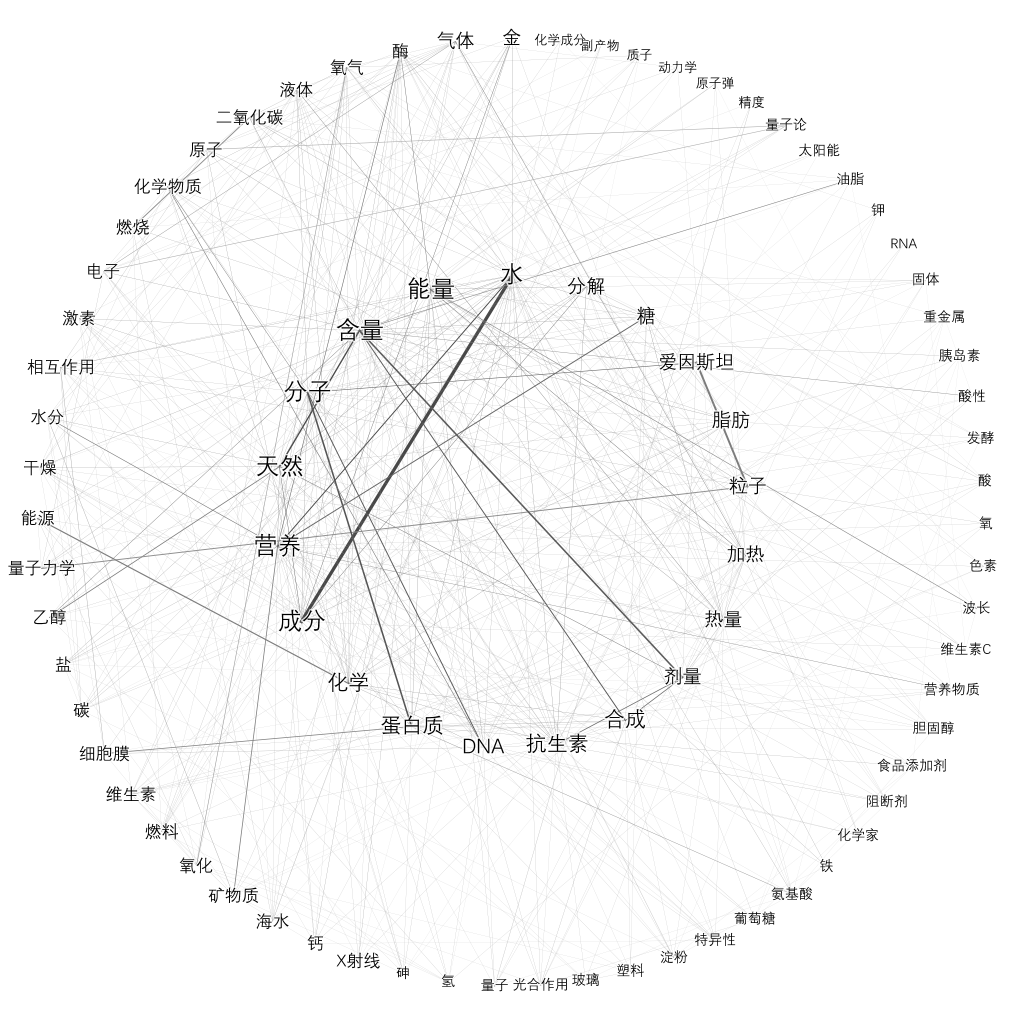 金
化学成分
副产物
质子
动力学
原子弹
精度
量子论
太阳能
油脂
钾
RNA
固体
重金属
胰岛素
酸性
发酵
酸
氧
色素
波长
维生素C
营养物质
胆固醇
食品添加剂
阻断剂
化学家
铁
氨基酸
葡萄糖
特异性
淀粉
塑料
玻璃
光合作用
量子
氢
砷
X射线
钙
海水
矿物质
氧化
燃料
维生素
细胞膜
碳
盐
乙醇
量子力学
能源
干燥
水分
相互作用
激素
电子
燃烧
化学物质
原子
二氧化碳
液体
氧气
酶
气体
水
分解
糖
爱因斯坦
脂肪
粒子
加热
热量
剂量
合成
抗生素
DNA
蛋白质
化学
成分
营养
天然
分子
含量
能量